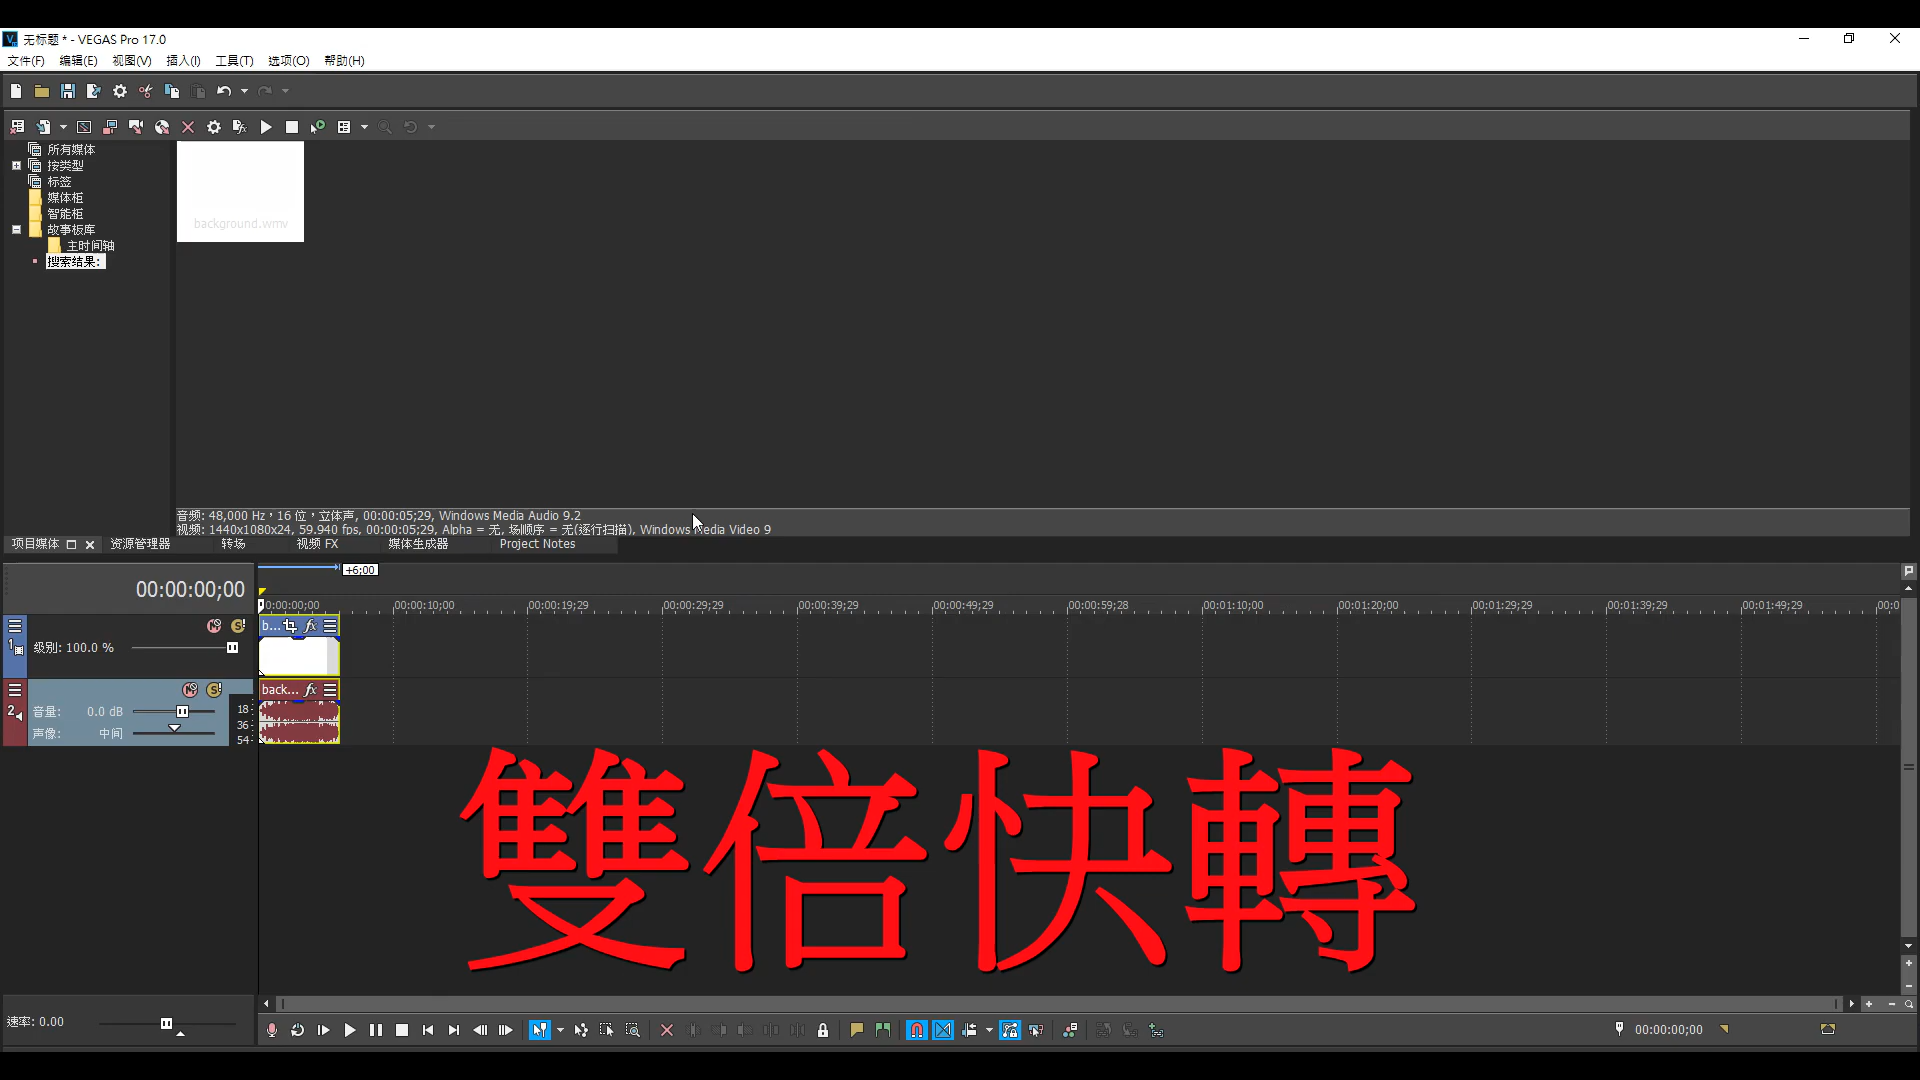 无标题 * - VEGAS Pro 17.0
文件(F) 编辑(E) 视图(V) 插入(I) 工具(T) 选项(O) 帮助(H)
所有媒体
按类型
标签
媒体柜
智能柜
故事板库
主时间轴
搜索结果:
background.wmv
音频: 48,000 Hz，16 位，立体声, 00:00:05;29, Windows Media Audio 9.2
视频: 1440x1080x24, 59.940 fps, 00:00:05;29, Alpha = 无, 场顺序 = 无(逐行扫描), Windows Media Video 9
项目媒体 资源管理器 转场 视频 FX 媒体生成器 Project Notes
+6;00
00:00:00;00
0:00:00;00 00:00:10;00 00:00:19;29 00:00:29;29 00:00:39;29 00:00:49;29 00:00:59;28 00:01:10;00 00:01:20;00 00:01:29;29 00:01:39;29 00:01:49;29 00:0
b...
1 级别: 100.0 %
back...
2 音量: 0.0 dB 18
36
声像: 中间 54
雙倍快轉
速率: 0.00
00:00:00;00